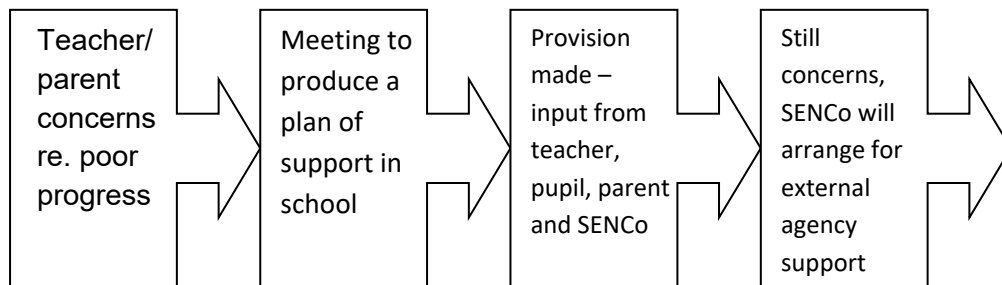 Teacher/
parent
concerns
re. poor
progress
Meeting to
produce a
plan of
support in
school
Provision
made –
input from
teacher,
pupil, parent
and SENCo
Still
concerns,
SENCo will
arrange for
external
agency
support